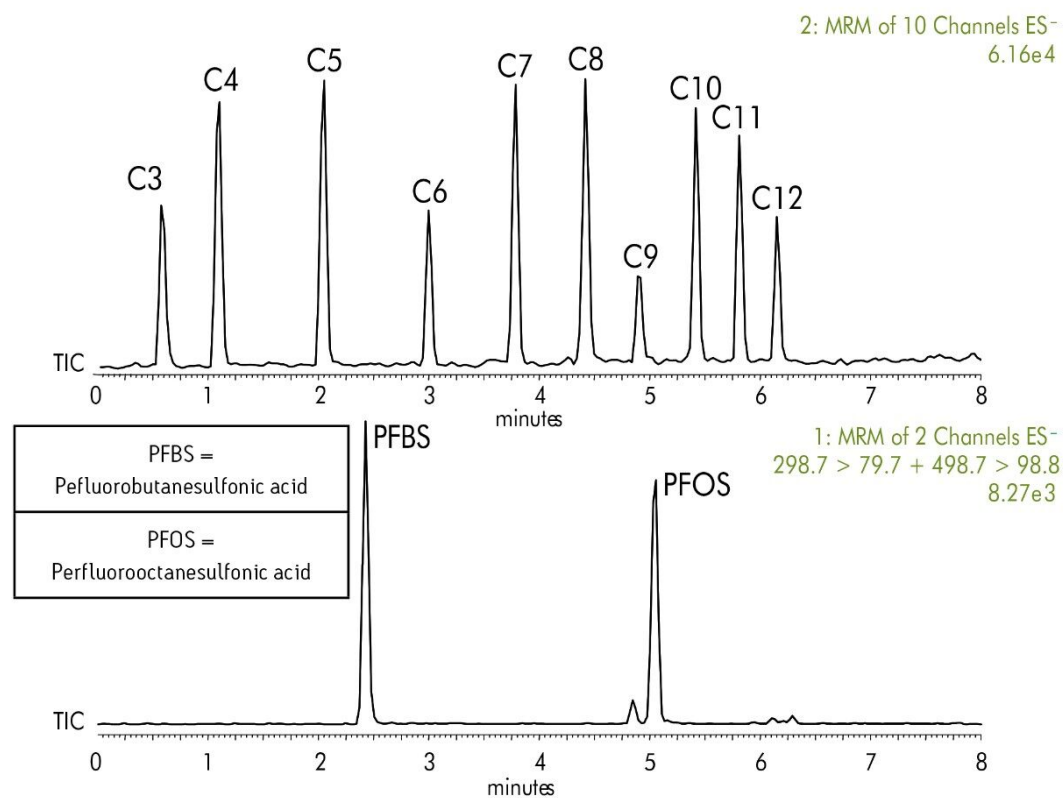 2: MRM of 10 Channels ES-
6.16e4
C3
C4
C5
C6
C7
C8
C9
C10
C11
C12
TIC
0 1 2 3 4 5 6 7 8
minutes
1: MRM of 2 Channels ES-
298.7 > 79.7 + 498.7 > 98.8
8.27e3
PFBS =
Pefluorobutanesulfonic acid
PFOS =
Perfluorooctanesulfonic acid
PFBS
PFOS
TIC
0 1 2 3 4 5 6 7 8
minutes